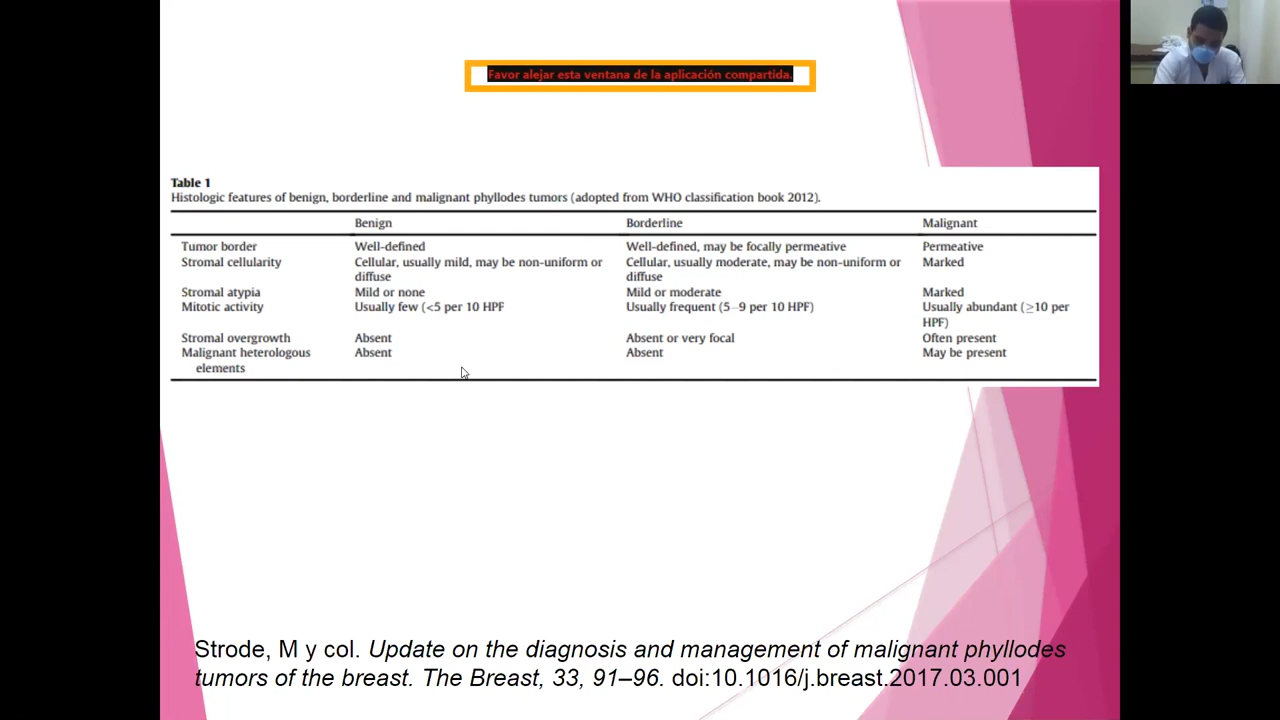 Favor alejar esta ventana de la aplicación compartida.
Table 1
Histologic features of benign, borderline and malignant phyllodes tumors (adopted from WHO classification book 2012).
Benign Borderline Malignant
Tumor border Well-defined Well-defined, may be focally permeative Permeative
Stromal cellularity Cellular, usually mild, may be non-uniform or Cellular, usually moderate, may be non-uniform or Marked
diffuse diffuse
Stromal atypia Mild or none Mild or moderate Marked
Mitotic activity Usually few (<5 per 10 HPF Usually frequent (5–9 per 10 HPF) Usually abundant (≥10 per
HPF)
Stromal overgrowth Absent Absent or very focal Often present
Malignant heterologous Absent Absent May be present
elements
Strode, M y col. Update on the diagnosis and management of malignant phyllodes
tumors of the breast. The Breast, 33, 91–96. doi:10.1016/j.breast.2017.03.001